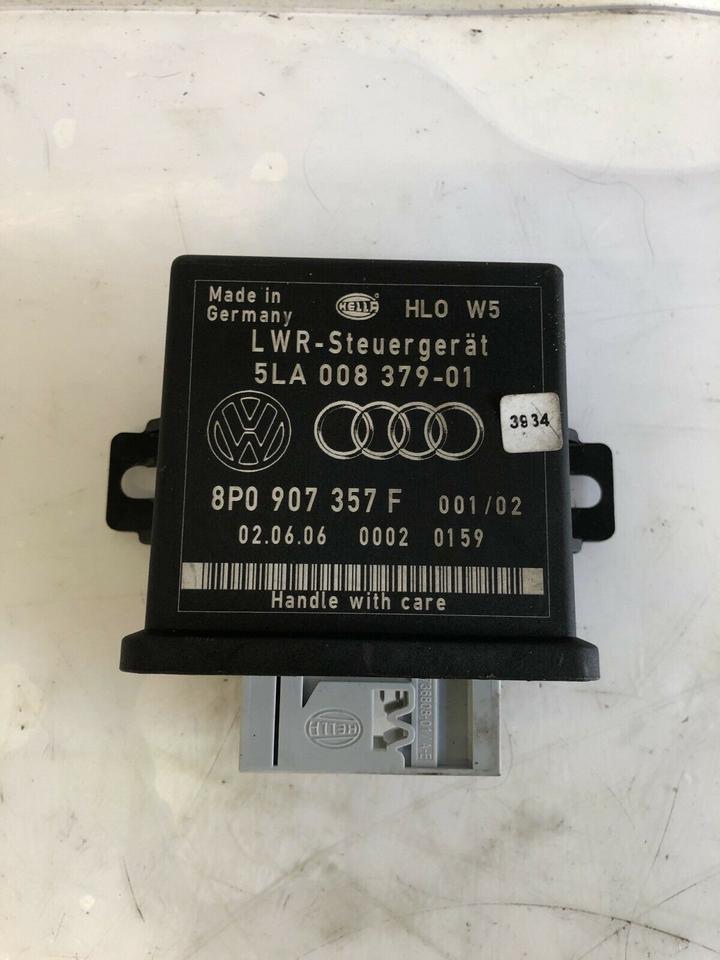 Made in
Germany
HELLA
HLO W5
LWR-Steuergerät
5LA 008 379-01
3934
8P0 907 357 F 001/02
02.06.06 0002 0159
Handle with care
HELLA